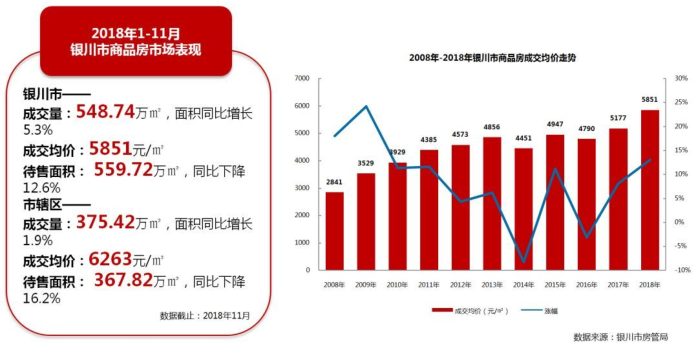 2018年1-11月
银川市商品房市场表现
银川市——
成交量：548.74万㎡，面积同比增长
5.3%
成交均价：5851元/㎡
待售面积： 559.72万㎡，同比下降
12.6%
市辖区——
成交量：375.42万㎡，面积同比增长
1.9%
成交均价：6263元/㎡
待售面积： 367.82万㎡，同比下降
16.2%
数据截止：2018年11月
2008年-2018年银川市商品房成交均价走势
7000
6000
5000
4000
3000
2000
1000
0
2841
3529
3929
4385
4573
4856
4451
4947
4790
5177
5851
30%
25%
20%
15%
10%
5%
0%
-5%
-10%
2008年 2009年 2010年 2011年 2012年 2013年 2014年 2015年 2016年 2017年 2018年
成交均价（元/㎡） 涨幅
数据来源：银川市房管局